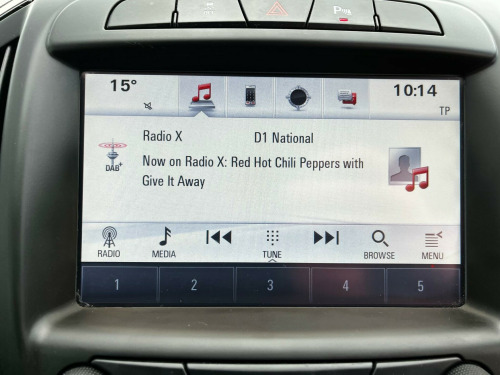 15°
10:14
TP
Radio X D1 National
DAB+
Now on Radio X: Red Hot Chili Peppers with
Give It Away
RADIO MEDIA TUNE BROWSE MENU
1 2 3 4 5